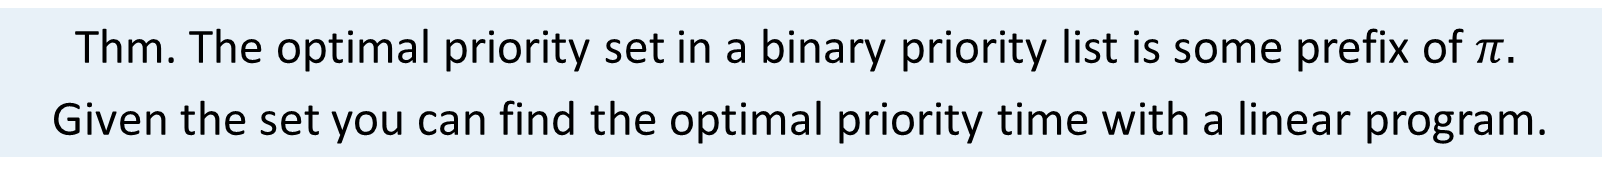 Thm. The optimal priority set in a binary priority list is some prefix of 𝜋.
Given the set you can find the optimal priority time with a linear program.